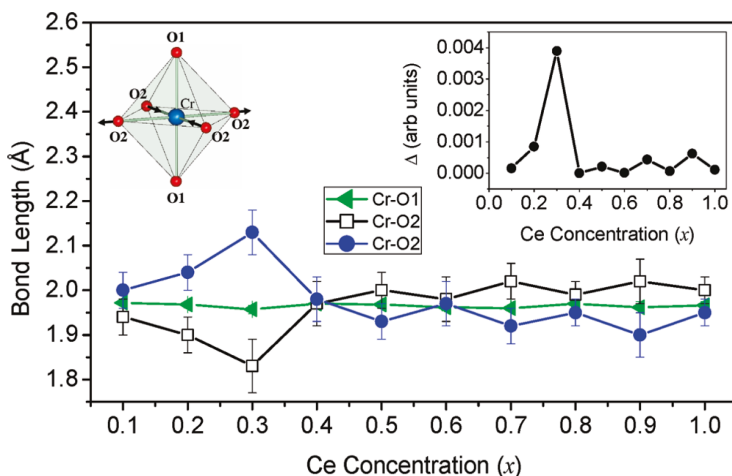 2.6
2.5
2.4
2.3
2.2
2.1
2.0
1.9
1.8
Bond Length (Å)
0.1 0.2 0.3 0.4 0.5 0.6 0.7 0.8 0.9 1.0
Ce Concentration (x)
O1
O2 Cr
O2 O2 O2
O1
Cr-O1
Cr-O2
Cr-O2
0.004
0.003
0.002
0.001
0.000
Δ (arb units)
0.0 0.2 0.4 0.6 0.8 1.0
Ce Concentration (x)